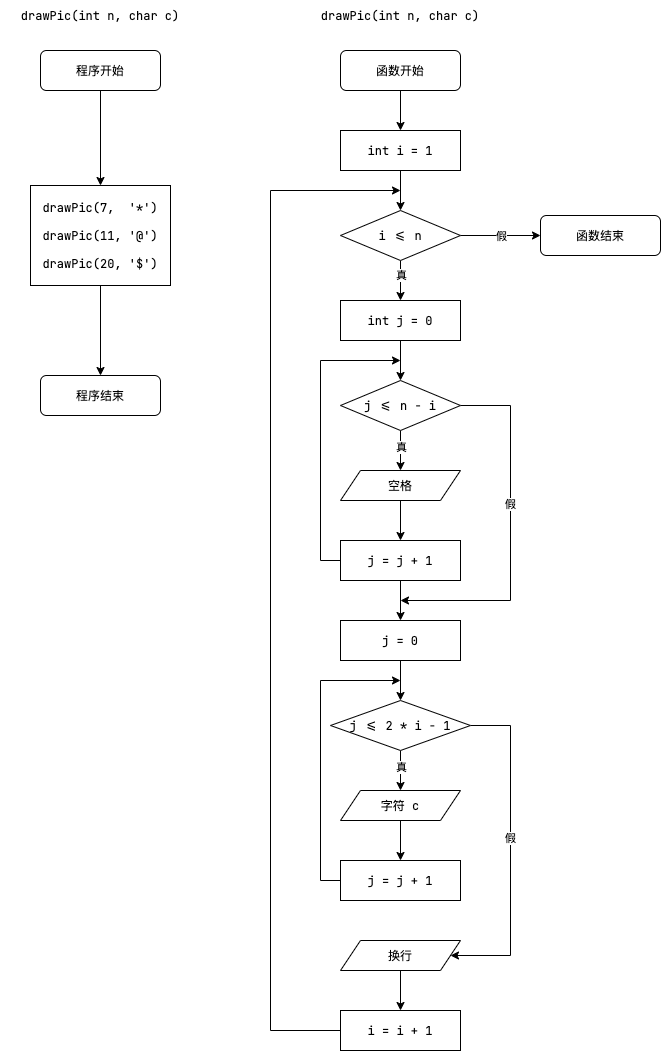 drawPic(int n, char c)
程序开始
drawPic(7, '*')
drawPic(11, '@')
drawPic(20, '$')
程序结束
drawPic(int n, char c)
函数开始
int i = 1
i ⩽ n
假
函数结束
真
int j = 0
j ⩽ n - i
真
空格
假
j = j + 1
j = 0
j ⩽ 2 * i - 1
真
字符 c
假
j = j + 1
换行
i = i + 1